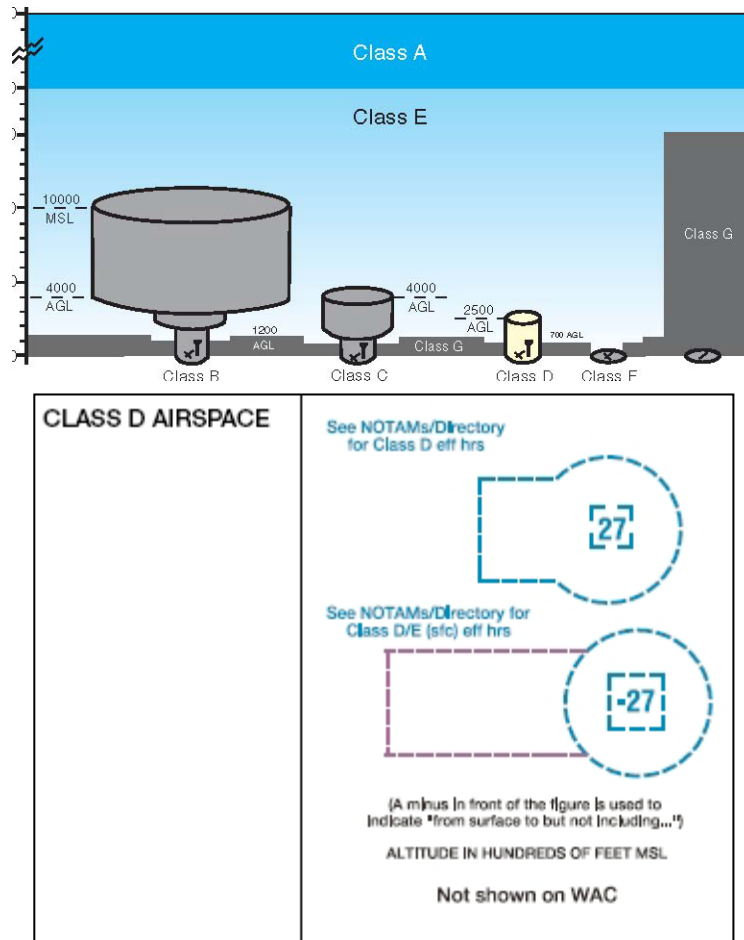 Class A
Class E
10000
MSL
Class G
4000
AGL
4000
AGL
2500
AGL
1200
AGL
Class G
700 AGL
Class B
Class C
Class D
Class E
CLASS D AIRSPACE
See NOTAMs/Directory
for Class D eff hrs
27
See NOTAMs/Directory for
Class D/E (sfc) eff hrs
-27
(A minus in front of the figure is used to
indicate "from surface to but not including...")
ALTITUDE IN HUNDREDS OF FEET MSL
Not shown on WAC